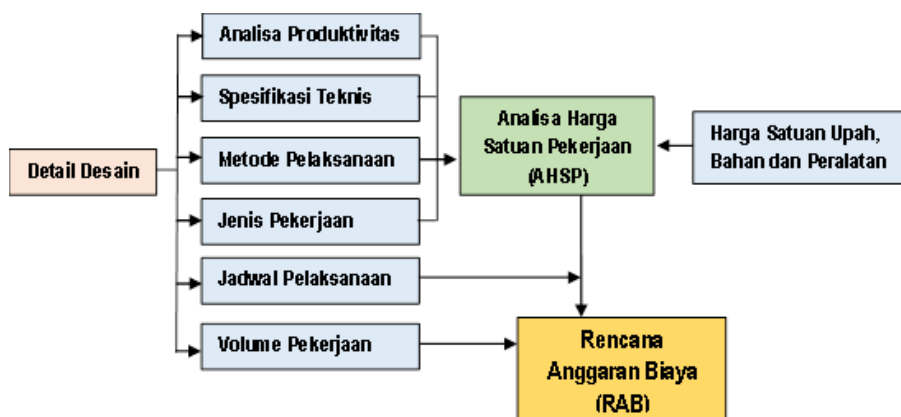 Detail Desain
Analisa Produktivitas
Spesifikasi Teknis
Metode Pelaksanaan
Jenis Pekerjaan
Jadwal Pelaksanaan
Volume Pekerjaan
Analisa Harga
Satuan Pekerjaan
(AHSP)
Harga Satuan Upah,
Bahan dan Peralatan
Rencana
Anggaran Biaya
(RAB)